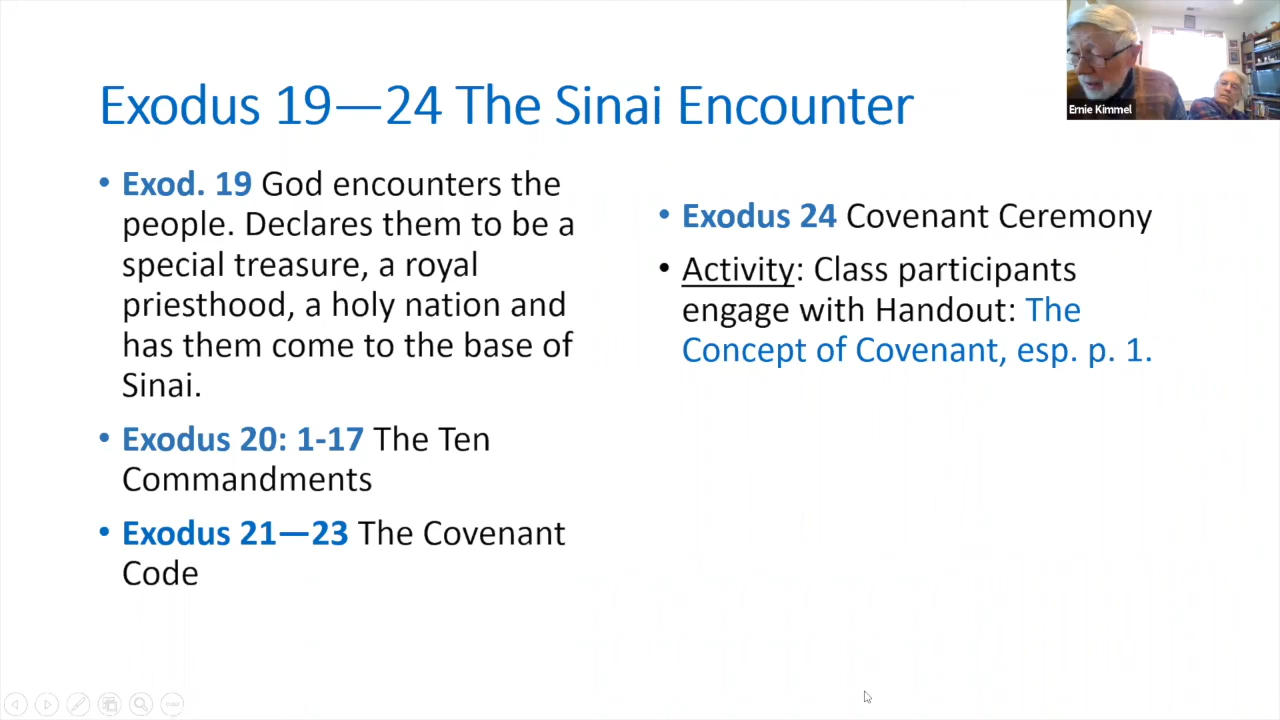 Exodus 19—24 The Sinai Encounter
• Exod. 19 God encounters the
people. Declares them to be a
special treasure, a royal
priesthood, a holy nation and
has them come to the base of
Sinai.
• Exodus 20: 1-17 The Ten
Commandments
• Exodus 21—23 The Covenant
Code
• Exodus 24 Covenant Ceremony
• Activity: Class participants
engage with Handout: The
Concept of Covenant, esp. p. 1.
Ernie Kimmel